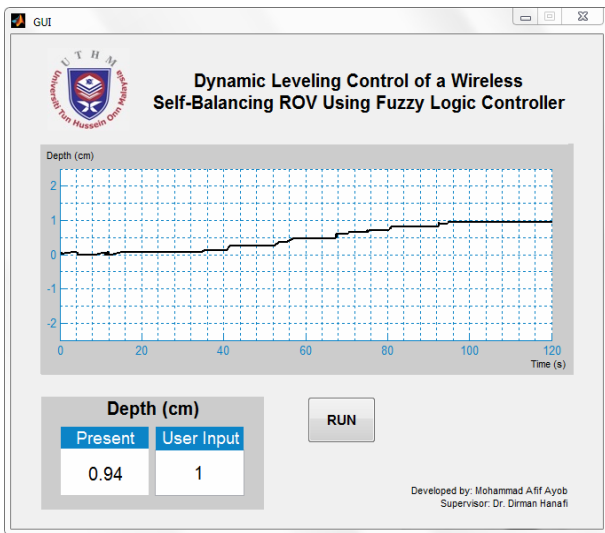 GUI
UTHM
Universiti Tun Hussein Onn Malaysia
Dynamic Leveling Control of a Wireless
Self-Balancing ROV Using Fuzzy Logic Controller
Depth (cm)
2
1
0
-1
-2
0 20 40 60 80 100 120
Time (s)
Depth (cm)
Present User Input
0.94 1
RUN
Developed by: Mohammad Afif Ayob
Supervisor: Dr. Dirman Hanafi